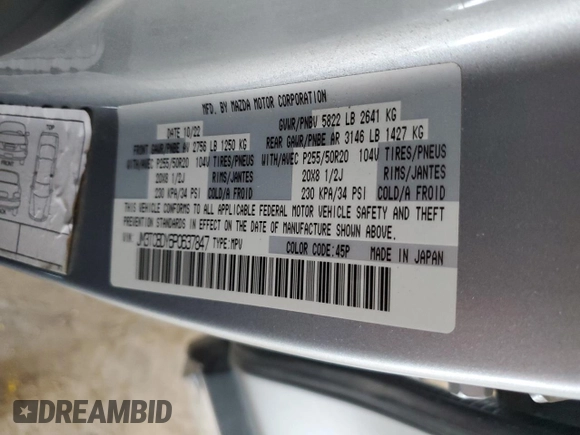 MFD. BY MAZDA MOTOR CORPORATION
DATE 10/22
GVWR/PNBV 5822 LB 2641 KG
FRONT GAWR/PNBE AV 2756 LB 1250 KG
REAR GAWR/PNBE AR 3146 LB 1427 KG
WITH/AVEC P255/50R20 104V TIRES/PNEUS
WITH/AVEC P255/50R20 104V TIRES/PNEUS
20X8 1/2J RIMS/JANTES
20X8 1/2J RIMS/JANTES
230 KPA/34 PSI COLD/A FROID
230 KPA/34 PSI COLD/A FROID
THIS VEHICLE CONFORMS TO ALL APPLICABLE FEDERAL MOTOR VEHICLE SAFETY AND THEFT
PREVENTION STANDARDS IN EFFECT ON THE DATE OF MANUFACTURE SHOWN ABOVE.
VIN: JM3TCBDY5P0637847 TYPE: MPV
COLOR CODE: 45P MADE IN JAPAN
DREAMBID